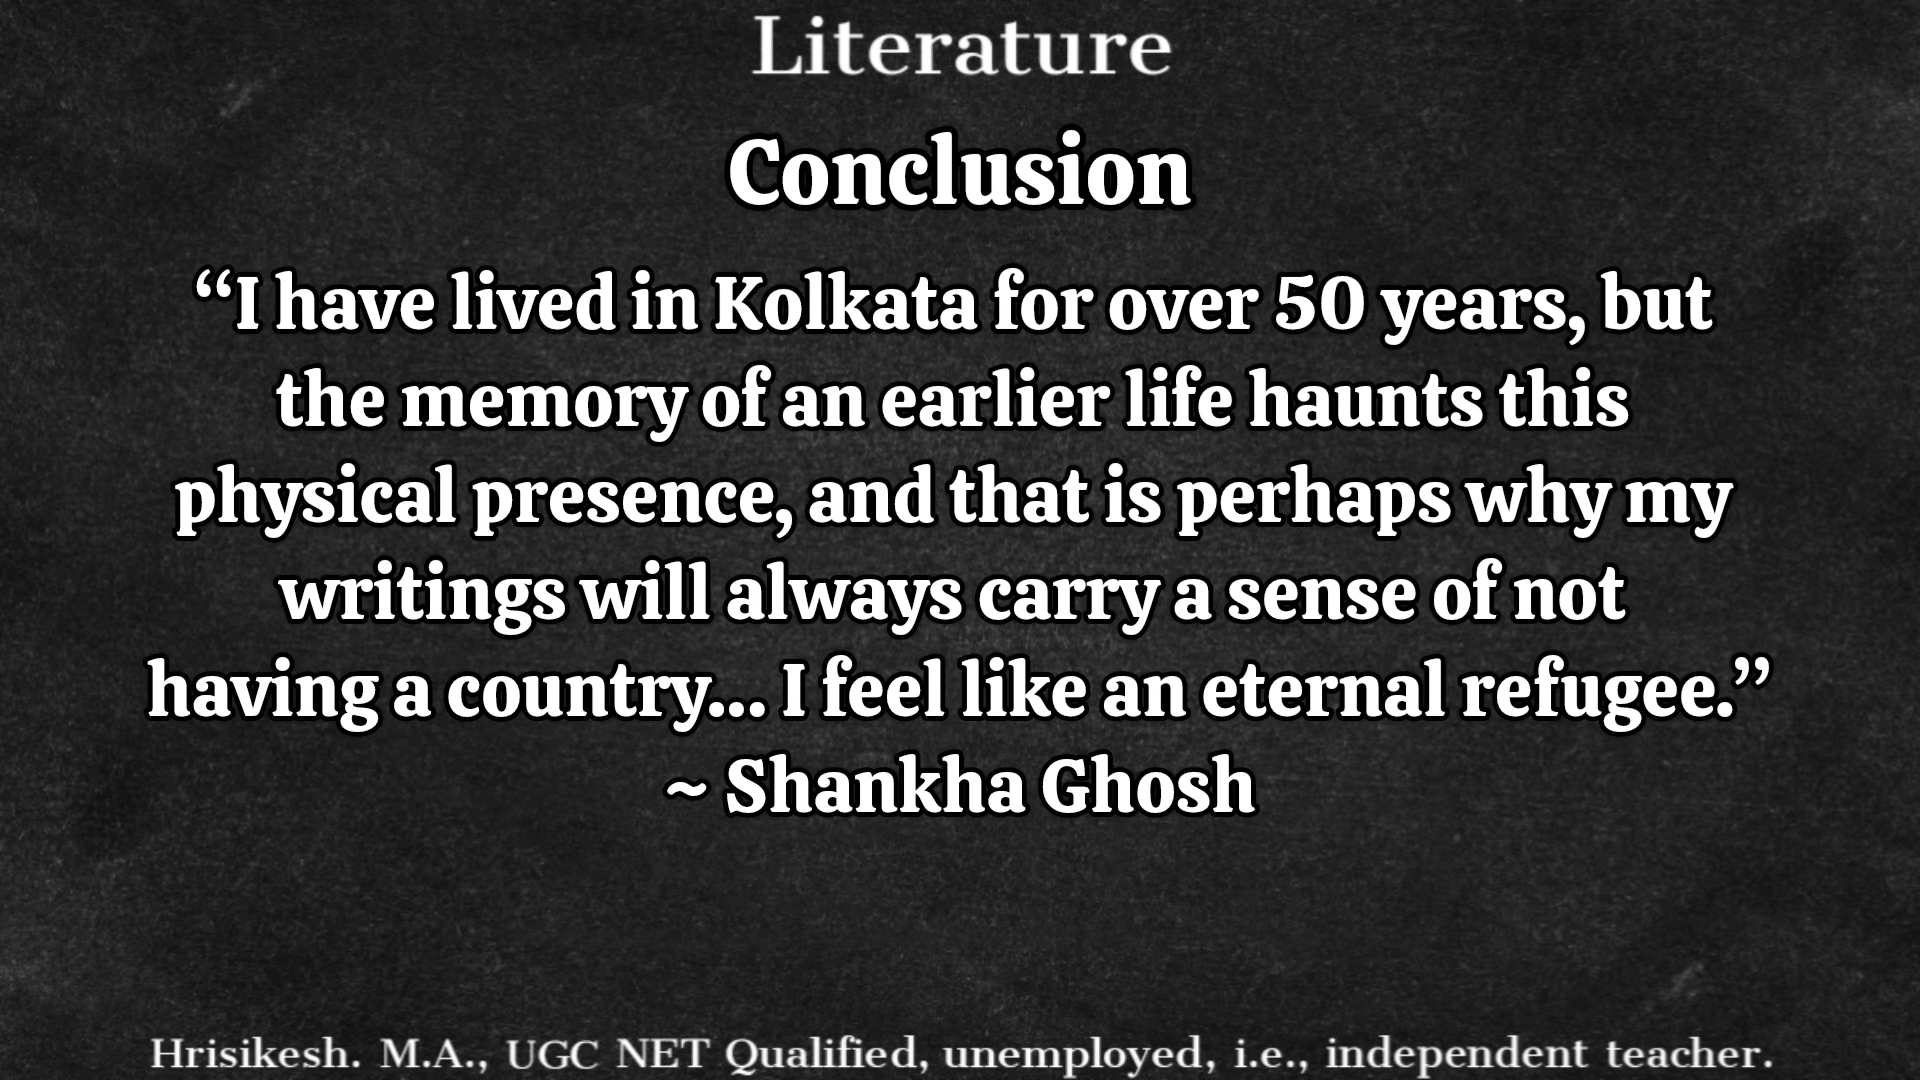 Literature
Conclusion
“I have lived in Kolkata for over 50 years, but
the memory of an earlier life haunts this
physical presence, and that is perhaps why my
writings will always carry a sense of not
having a country... I feel like an eternal refugee.”
~ Shankha Ghosh
Hrisikesh. M.A., UGC NET Qualified, unemployed, i.e., independent teacher.